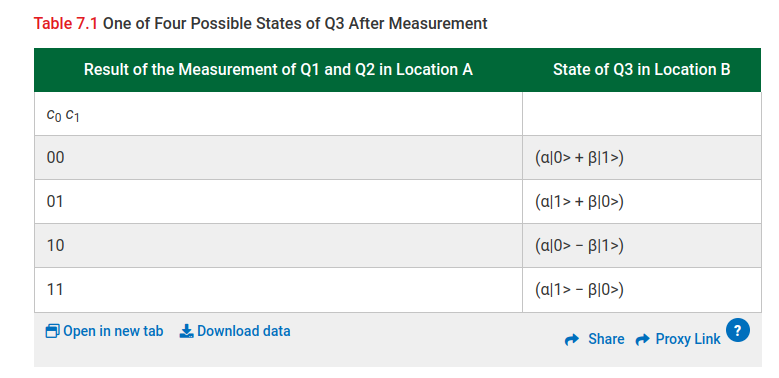 Table 7.1 One of Four Possible States of Q3 After Measurement
Result of the Measurement of Q1 and Q2 in Location A State of Q3 in Location B
c₀ c₁
00 (α|0> + β|1>)
01 (α|1> + β|0>)
10 (α|0> − β|1>)
11 (α|1> − β|0>)
Open in new tab Download data
Share Proxy Link ?